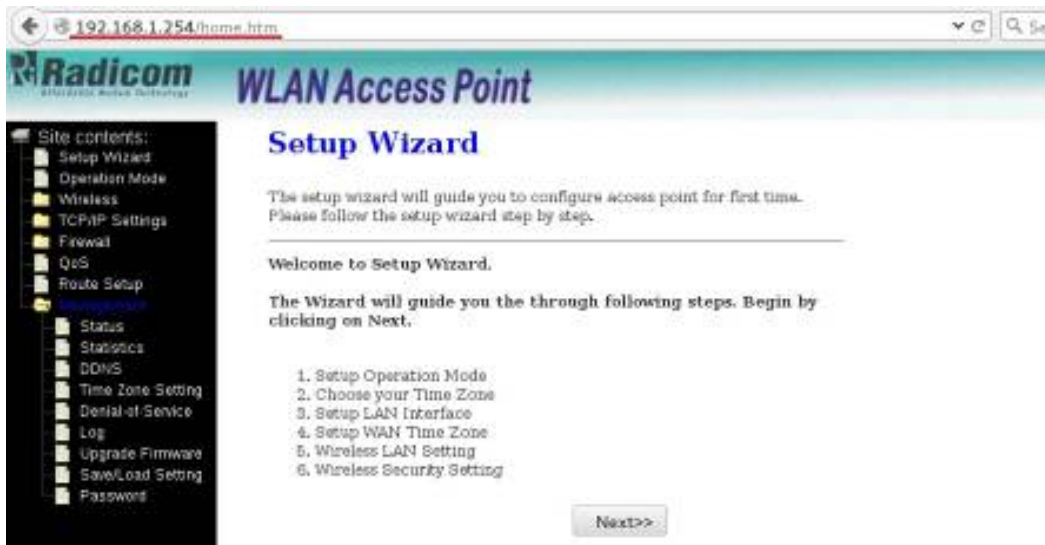 192.168.1.254/home.htm
Radicom
WLAN Access Point
Site contents:
Setup Wizard
Operation Mode
Wireless
TCP/IP Settings
Firewall
QoS
Route Setup
Management
Status
Statistics
DDNS
Time Zone Setting
Denial-of-Service
Log
Upgrade Firmware
Save/Load Setting
Password
Setup Wizard
The setup wizard will guide you to configure access point for first time.
Please follow the setup wizard step by step.
Welcome to Setup Wizard.
The Wizard will guide you the through following steps. Begin by
clicking on Next.
1. Setup Operation Mode
2. Choose your Time Zone
3. Setup LAN Interface
4. Setup WAN Time Zone
5. Wireless LAN Setting
6. Wireless Security Setting
Next>>